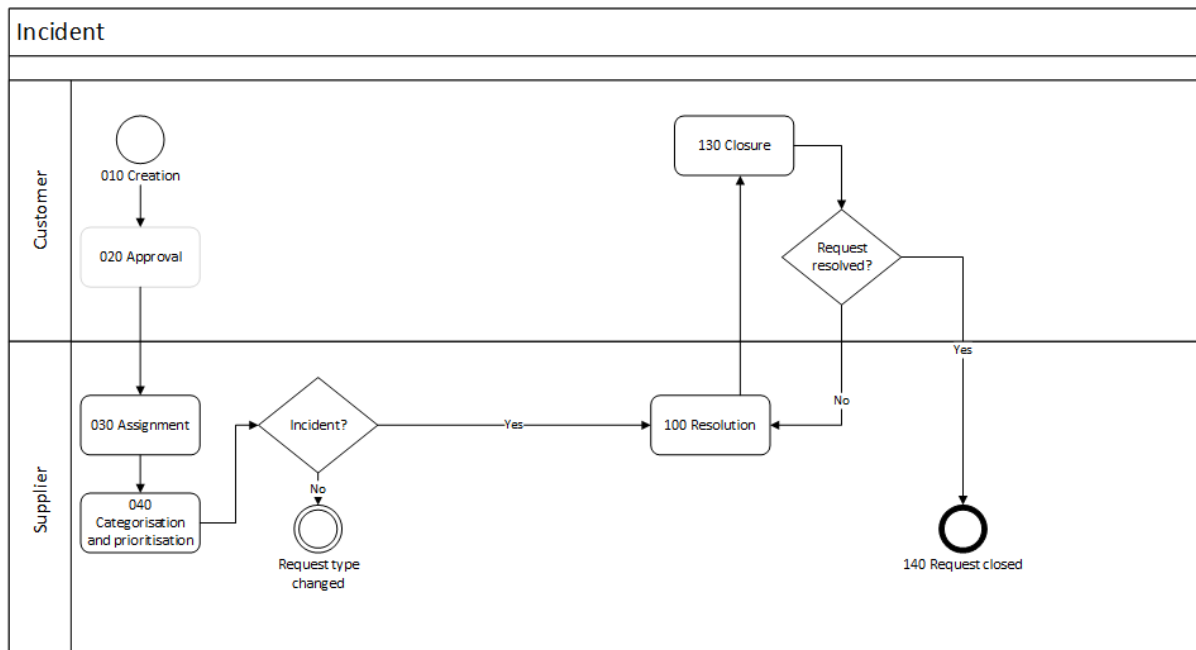 Incident
Customer
010 Creation
020 Approval
130 Closure
Request
resolved?
Yes
No
Supplier
030 Assignment
Incident?
Yes
100 Resolution
040
Categorisation
and prioritisation
No
Request type
changed
140 Request closed